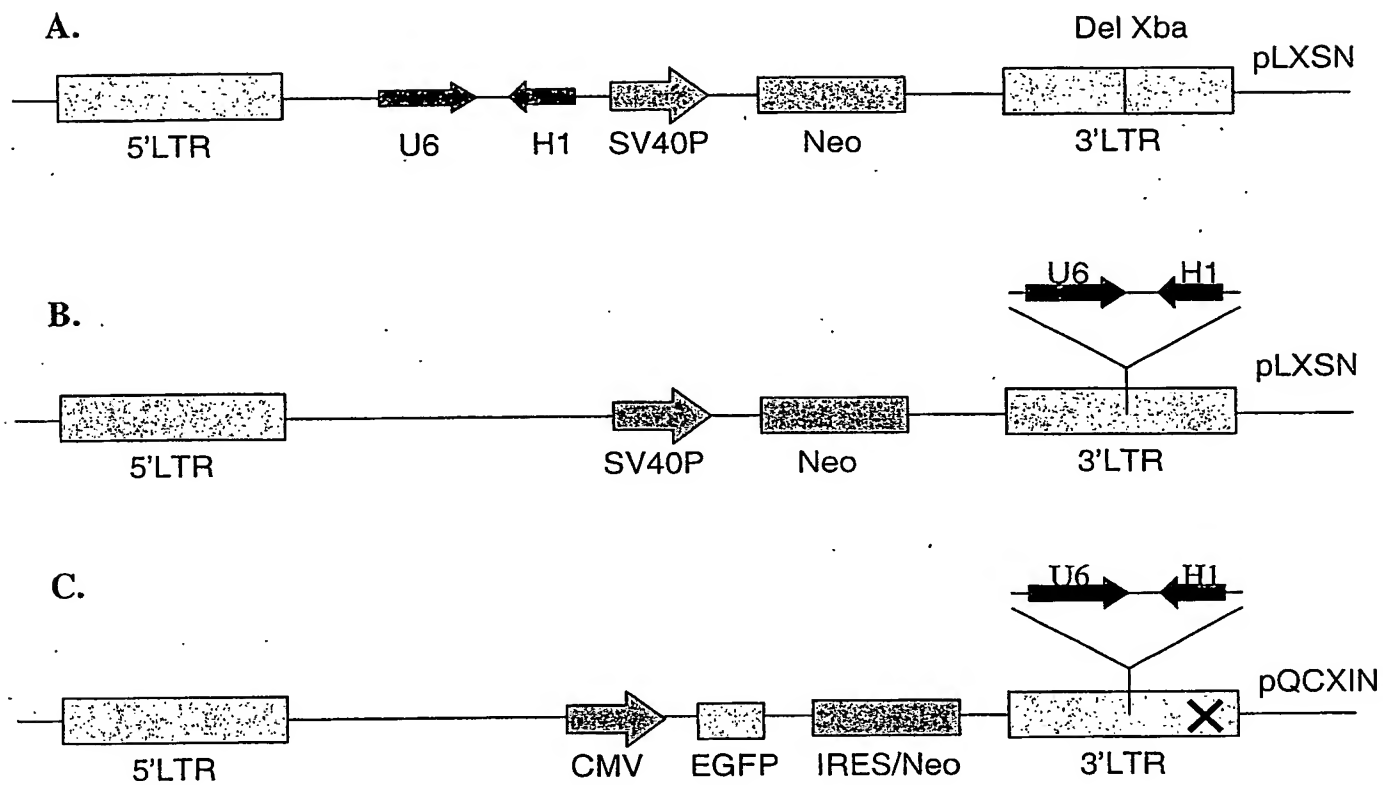 A.
Del Xba
pLXSN
5'LTR
U6
H1
SV40P
Neo
3'LTR
B.
U6
H1
pLXSN
5'LTR
SV40P
Neo
3'LTR
C.
U6
H1
pQCXIN
5'LTR
CMV
EGFP
IRES/Neo
3'LTR